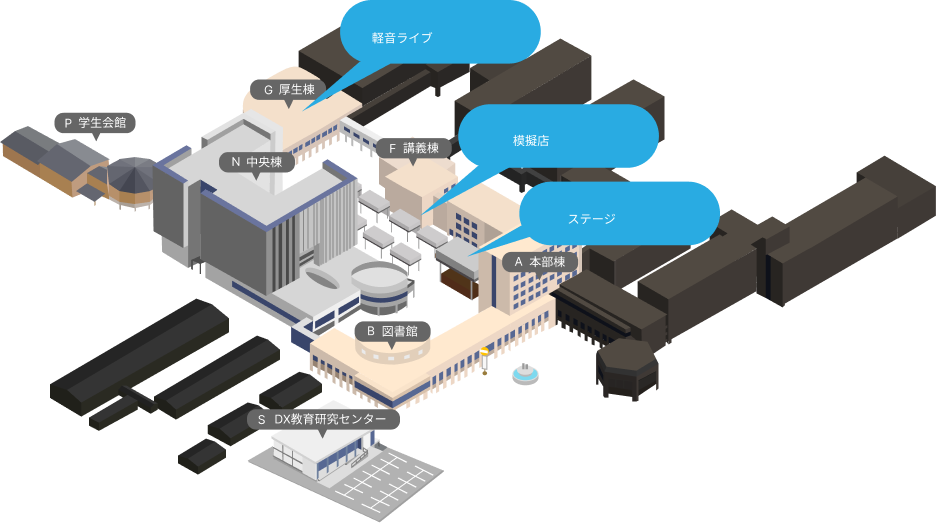 軽音ライブ
G 厚生棟
P 学生会館
模擬店
F 講義棟
N 中央棟
ステージ
A 本部棟
B 図書館
S DX教育研究センター